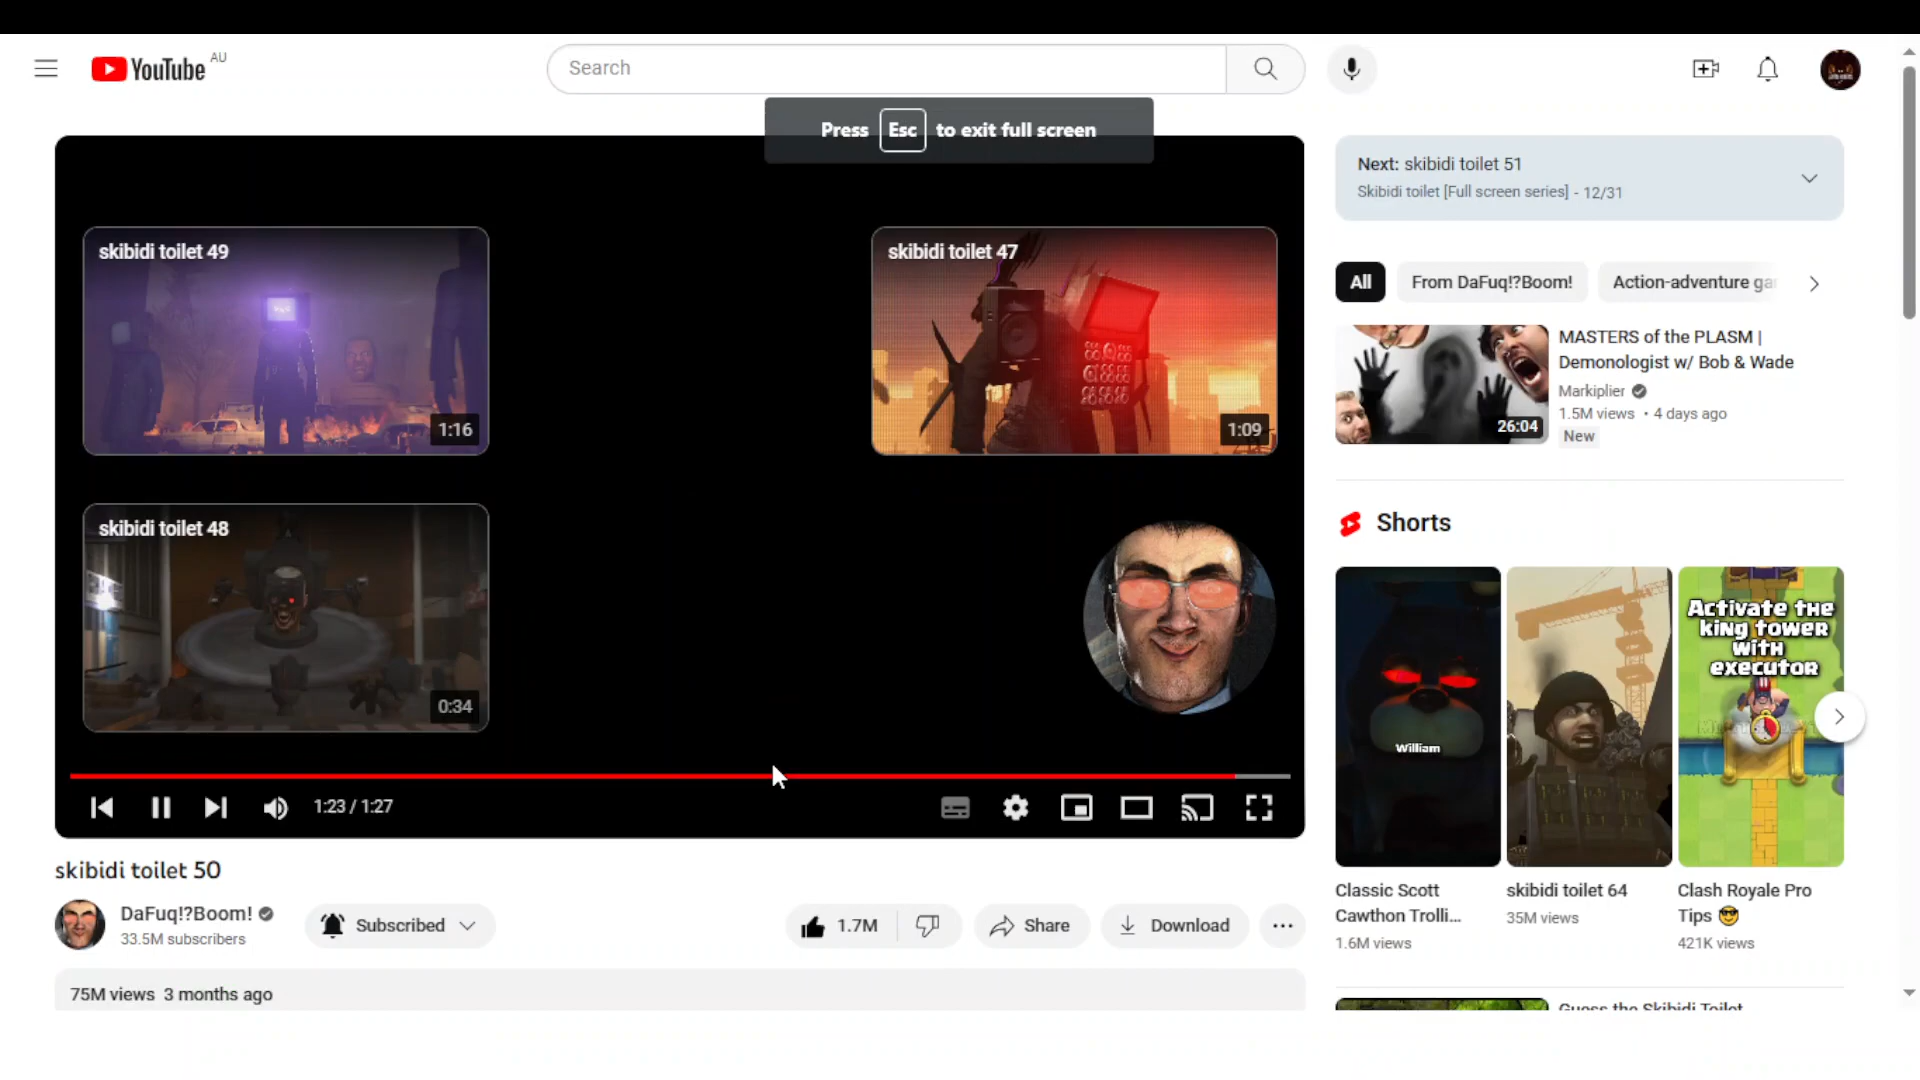 YouTube AU
Search
Press Esc to exit full screen
skibidi toilet 49
1:16
skibidi toilet 47
1:09
skibidi toilet 48
0:34
1:23 / 1:27
skibidi toilet 50
DaFuq!?Boom!
33.5M subscribers
Subscribed
1.7M
Share
Download
75M views 3 months ago
Next: skibidi toilet 51
Skibidi toilet [Full screen series] - 12/31
All
From DaFuq!?Boom!
Action-adventure
26:04
MASTERS of the PLASM |
Demonologist w/ Bob & Wade
Markiplier
1.5M views • 4 days ago
New
Shorts
William
Activate the
king tower
with
executor
Classic Scott
Cawthon Trolli...
1.6M views
skibidi toilet 64
35M views
Clash Royale Pro
Tips 😎
421K views
Guess the Skibidi Toilet